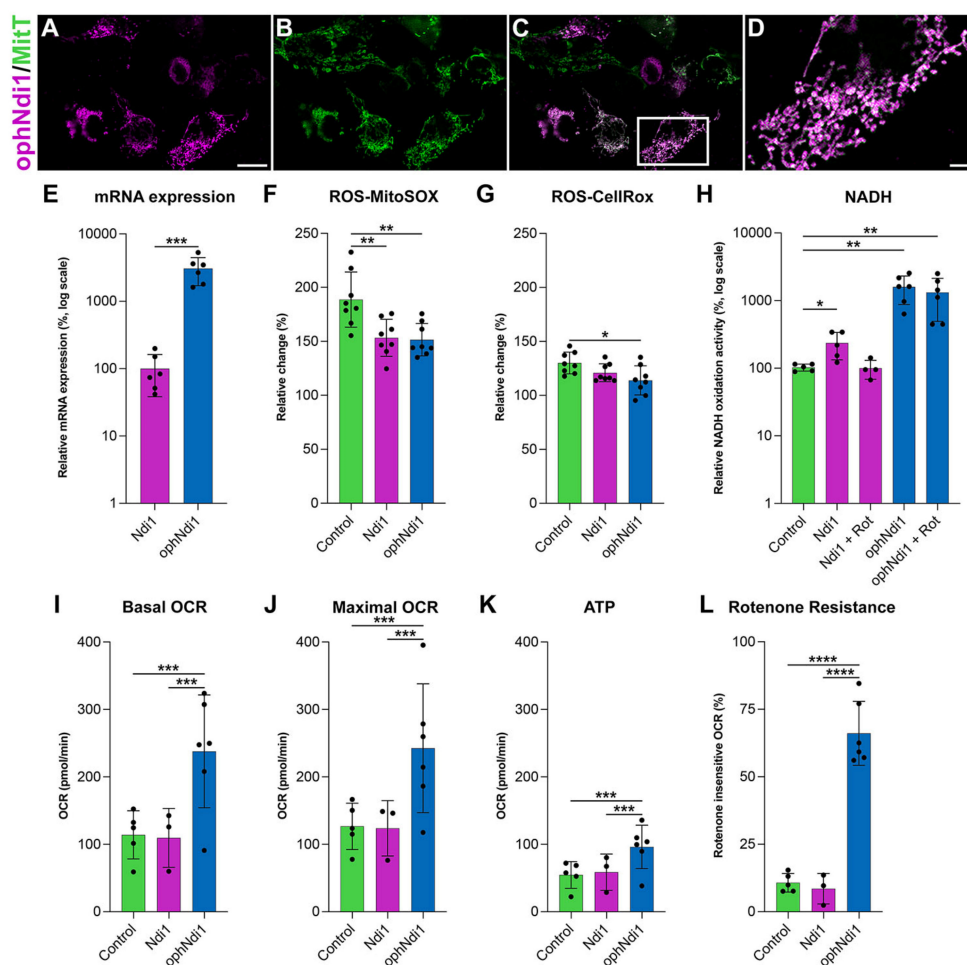 ophNdi1/MitT
A
B
C
D
E mRNA expression
Relative mRNA expression (%, log scale)
10000
1000
100
10
1
***
Ndi1
ophNdi1
F ROS-MitoSOX
Relative change (%)
250
200
150
100
50
0
**
**
Control
Ndi1
ophNdi1
G ROS-CellRox
Relative change (%)
250
200
150
100
50
0
*
Control
Ndi1
ophNdi1
H NADH
Relative NADH oxidation activity (%, log scale)
10000
1000
100
10
1
**
**
*
Control
Ndi1
Ndi1 + Rot
ophNdi1
ophNdi1 + Rot
I Basal OCR
OCR (pmol/min)
400
300
200
100
0
***
***
Control
Ndi1
ophNdi1
J Maximal OCR
OCR (pmol/min)
400
300
200
100
0
***
***
Control
Ndi1
ophNdi1
K ATP
OCR (pmol/min)
400
300
200
100
0
***
***
Control
Ndi1
ophNdi1
L Rotenone Resistance
Rotenone insensitive OCR (%)
100
75
50
25
0
****
****
Control
Ndi1
ophNdi1